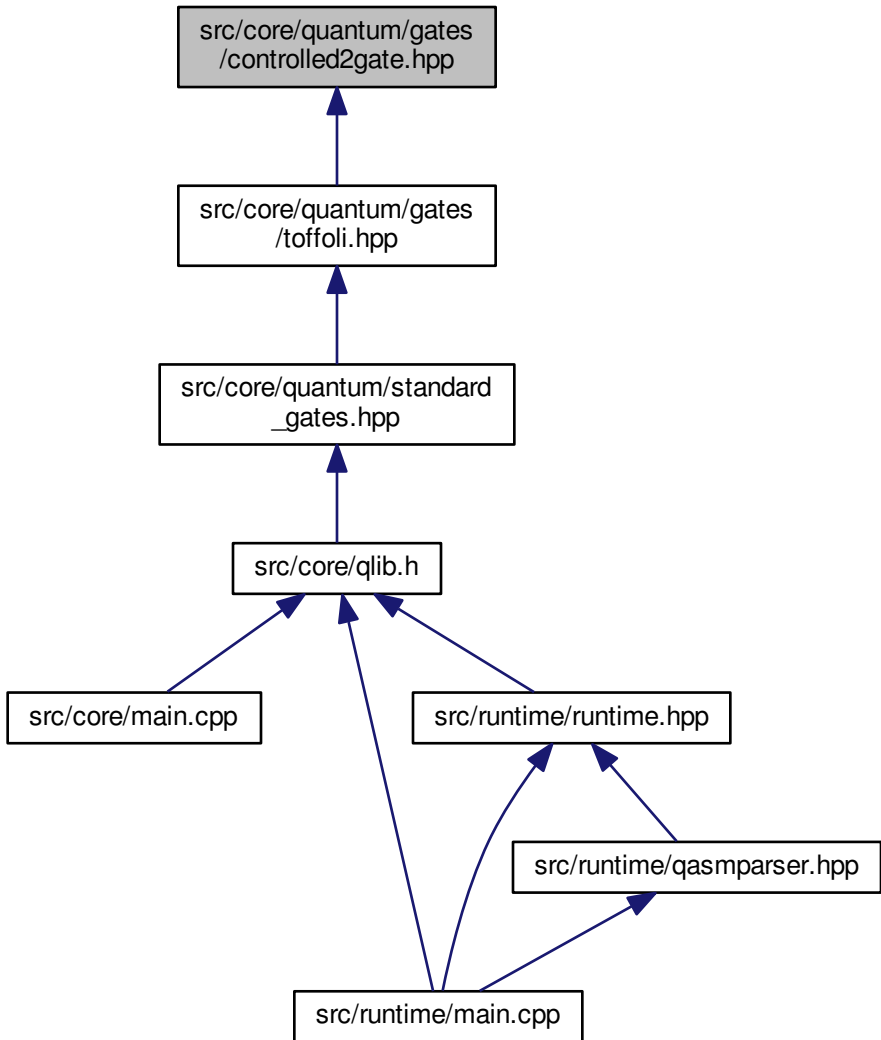 src/core/quantum/gates
/controlled2gate.hpp
src/core/quantum/gates
/toffoli.hpp
src/core/quantum/standard
_gates.hpp
src/core/qlib.h
src/core/main.cpp
src/runtime/runtime.hpp
src/runtime/qasmparser.hpp
src/runtime/main.cpp